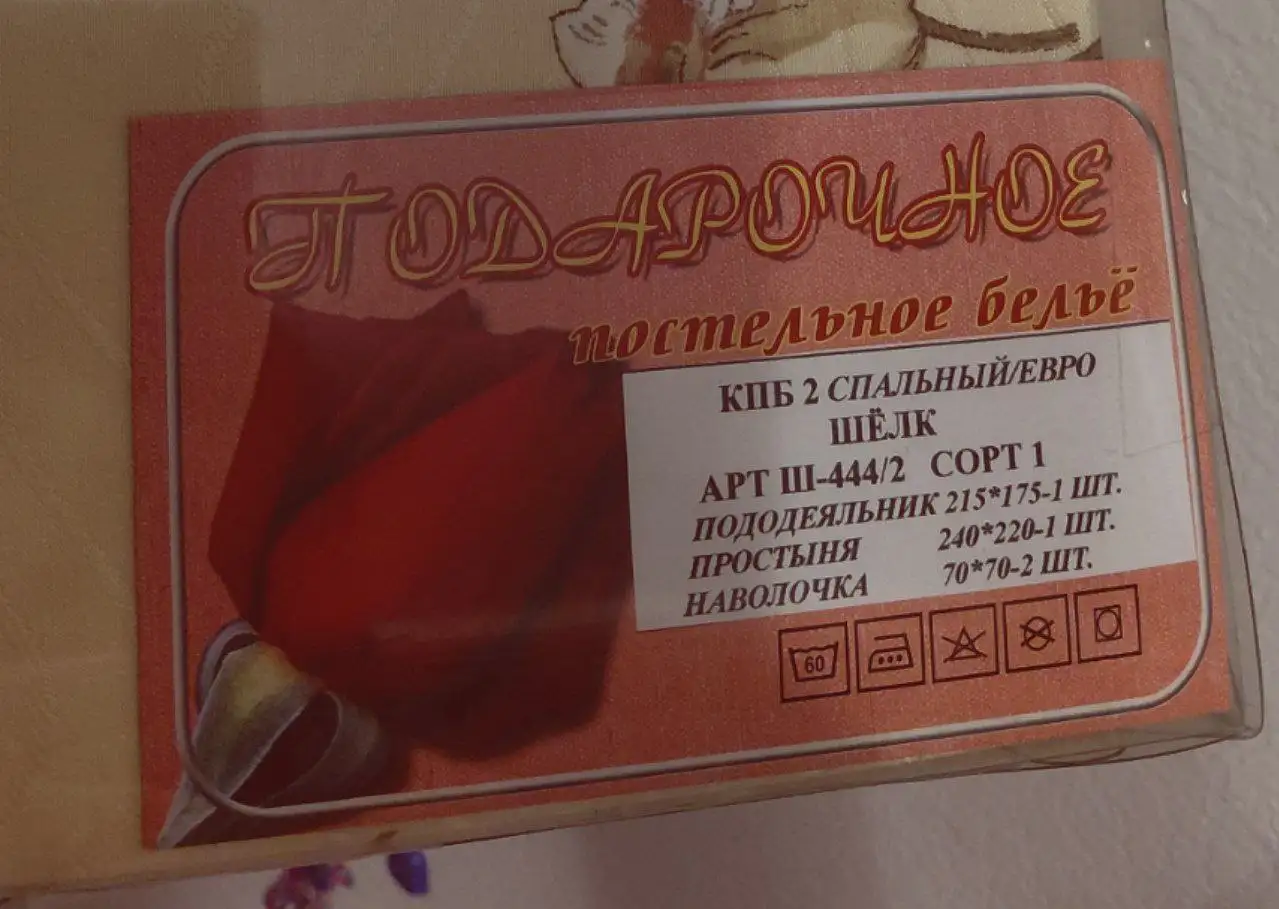 ПОДАРОЧНОЕ
постельное бельё
КПБ 2 СПАЛЬНЫЙ/ЕВРО
ШЁЛК
АРТ Ш-444/2 СОРТ 1
ПОДОДЕЯЛЬНИК 215*175-1 ШТ.
ПРОСТЫНЯ 240*220-1 ШТ.
НАВОЛОЧКА 70*70-2 ШТ.
60